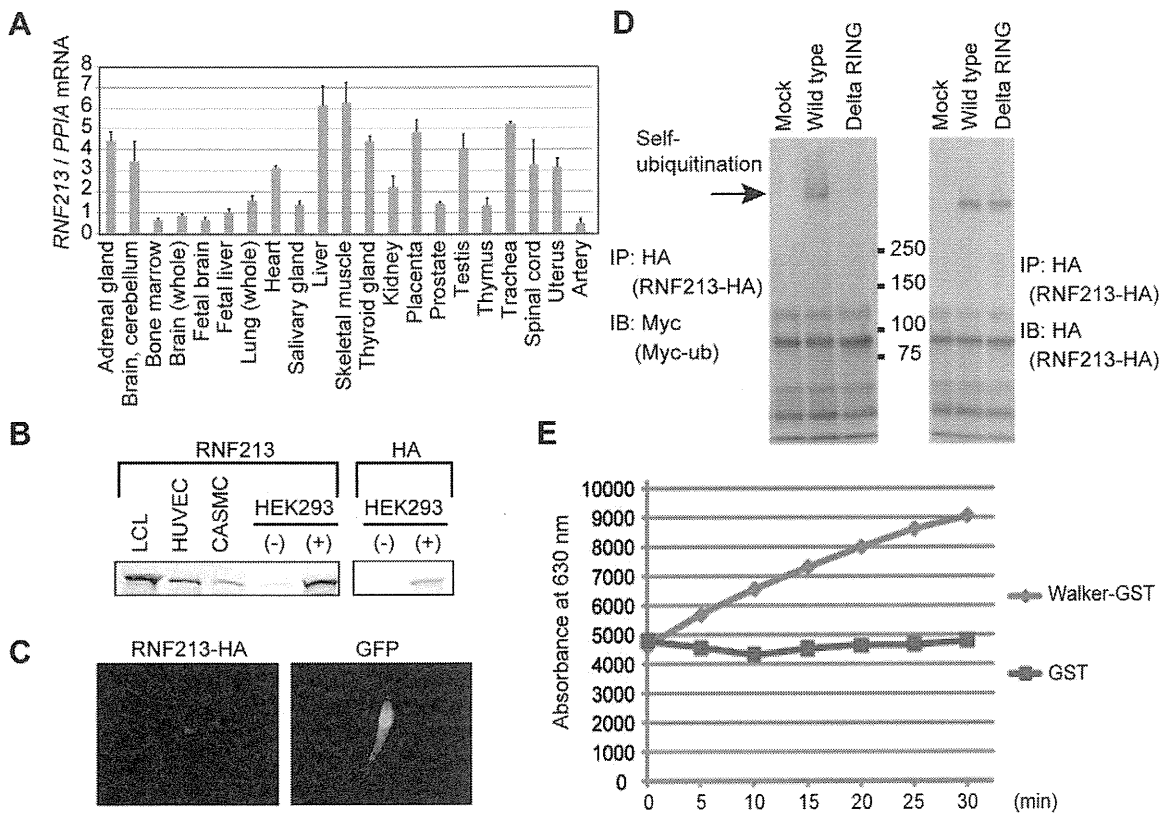 A
RNF213 / PPIA mRNA
8
7
6
5
4
3
2
1
0
Adrenal gland
Brain, cerebellum
Bone marrow
Brain (whole)
Fetal brain
Fetal liver
Lung (whole)
Heart
Salivary gland
Liver
Skeletal muscle
Thyroid gland
Kidney
Placenta
Prostate
Testis
Thymus
Trachea
Spinal cord
Uterus
Artery
B
RNF213
HA
LCL
HUVEC
CASMC
HEK293
(-) (+)
HEK293
(-) (+)
C
RNF213-HA
GFP
D
Mock
Wild type
Delta RING
Mock
Wild type
Delta RING
Self-
ubiquitination
IP: HA
(RNF213-HA)
IB: Myc
(Myc-ub)
250
150
100
75
IP: HA
(RNF213-HA)
IB: HA
(RNF213-HA)
E
Absorbance at 630 nm
10000
9000
8000
7000
6000
5000
4000
3000
2000
1000
0
0 5 10 15 20 25 30 (min)
Walker-GST
GST